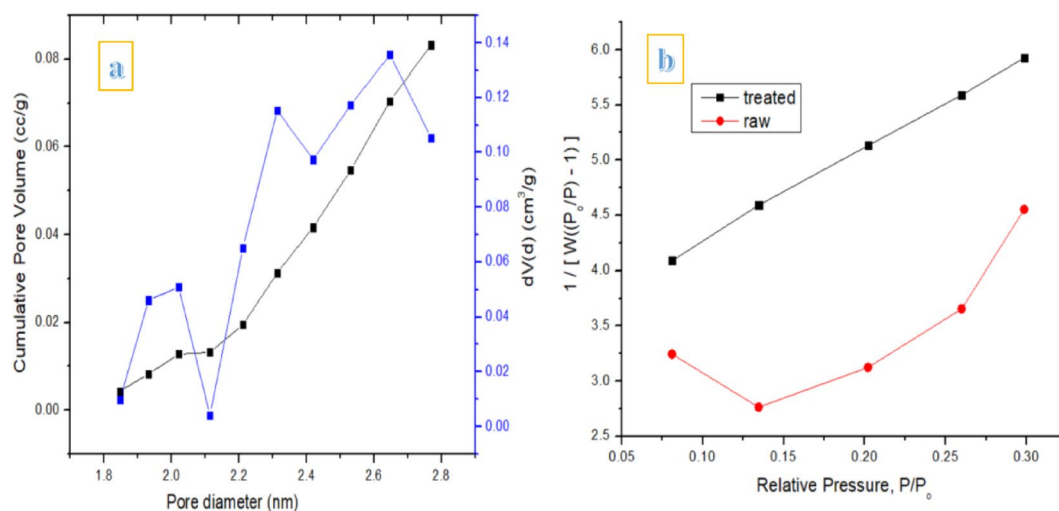 a
Cumulative Pore Volume (cc/g)
0.08
0.06
0.04
0.02
0.00
0.14
0.12
0.10
0.08
0.06
0.04
0.02
0.00
dV(d) (cm³/g)
1.8 2.0 2.2 2.4 2.6 2.8
Pore diameter (nm)
b
treated
raw
1 / [ W((P₀/P) - 1) ]
6.0
5.5
5.0
4.5
4.0
3.5
3.0
2.5
0.05 0.10 0.15 0.20 0.25 0.30
Relative Pressure, P/P₀